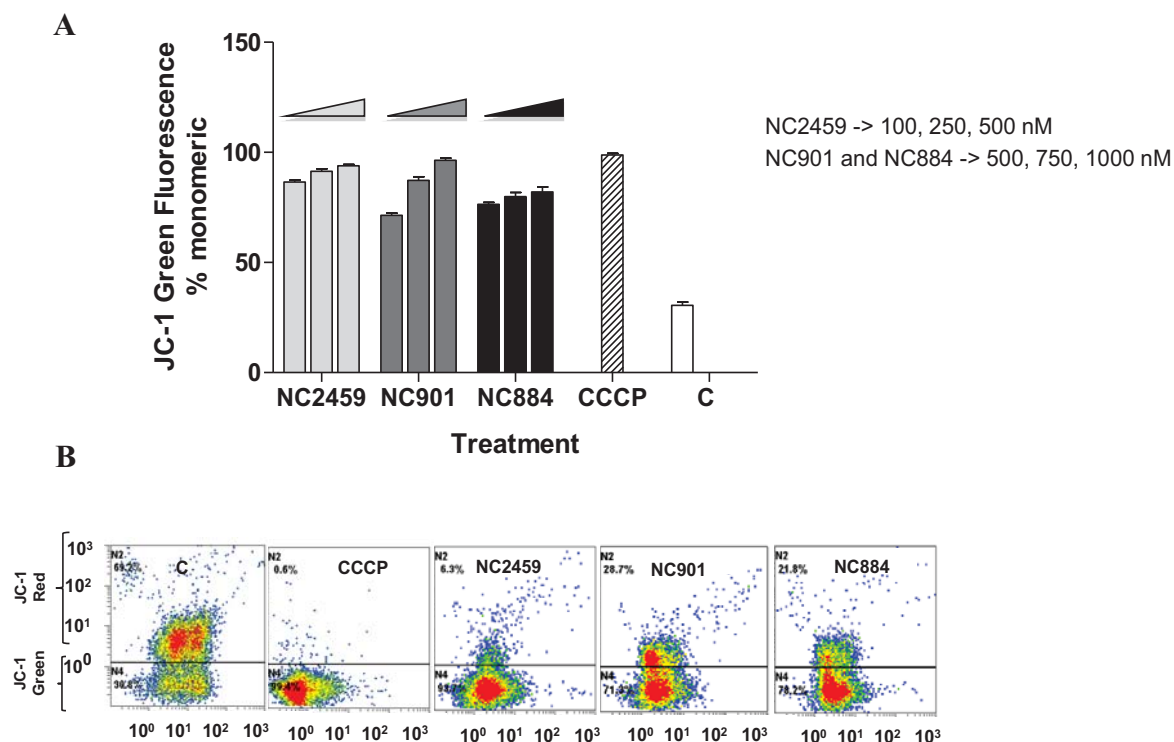 A
JC-1 Green Fluorescence
% monomeric
150
100
50
0
NC2459 NC901 NC884 CCCP C
Treatment
NC2459 -> 100, 250, 500 nM
NC901 and NC884 -> 500, 750, 1000 nM
B
JC-1
Red
JC-1
Green
10³
10²
10¹
10⁰
N2
69.2%
C
N4
N2
0.6%
CCCP
N4
99.4%
N2
6.3%
NC2459
N4
N2
28.7%
NC901
N4
N2
21.8%
NC884
N4
78.2%
10⁰ 10¹ 10² 10³ 10⁰ 10¹ 10² 10³ 10⁰ 10¹ 10² 10³ 10⁰ 10¹ 10² 10³ 10⁰ 10¹ 10² 10³